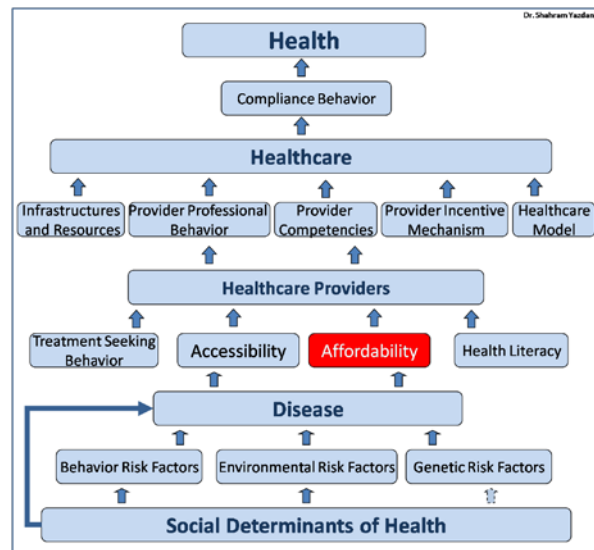 Dr. Shahram Yazdani
Health
Compliance Behavior
Healthcare
Infrastructures
and Resources
Provider Professional
Behavior
Provider
Competencies
Provider Incentive
Mechanism
Healthcare
Model
Healthcare Providers
Treatment Seeking
Behavior
Accessibility
Affordability
Health Literacy
Disease
Behavior Risk Factors
Environmental Risk Factors
Genetic Risk Factors
Social Determinants of Health